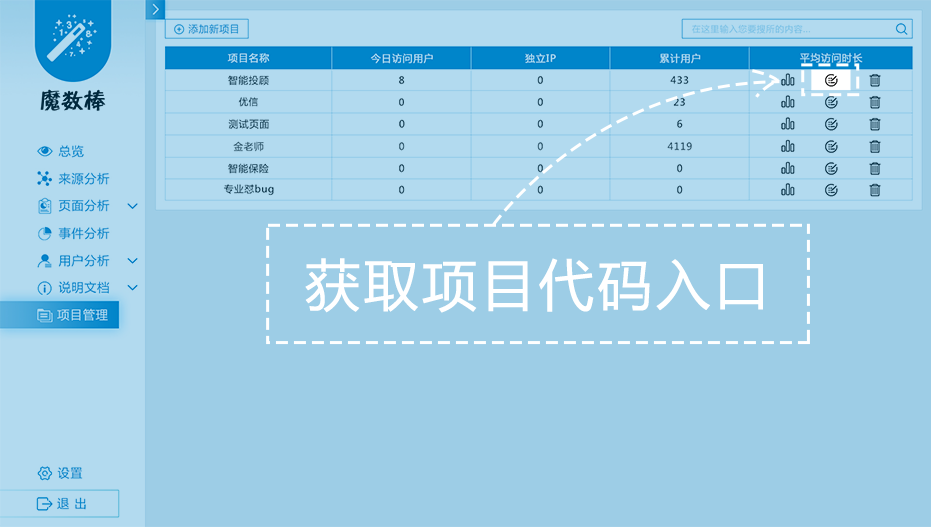 魔数棒
总览
来源分析
页面分析
事件分析
用户分析
说明文档
项目管理
设置
退 出
添加新项目
在这里输入您要搜所的内容...
项目名称 今日访问用户 独立IP 累计用户 平均访问时长
智能投顾 8 0 433
优信 0 0 23
测试页面 0 0 6
金老师 0 0 4119
智能保险 0 0 0
专业怼bug 0 0 0
获取项目代码入口